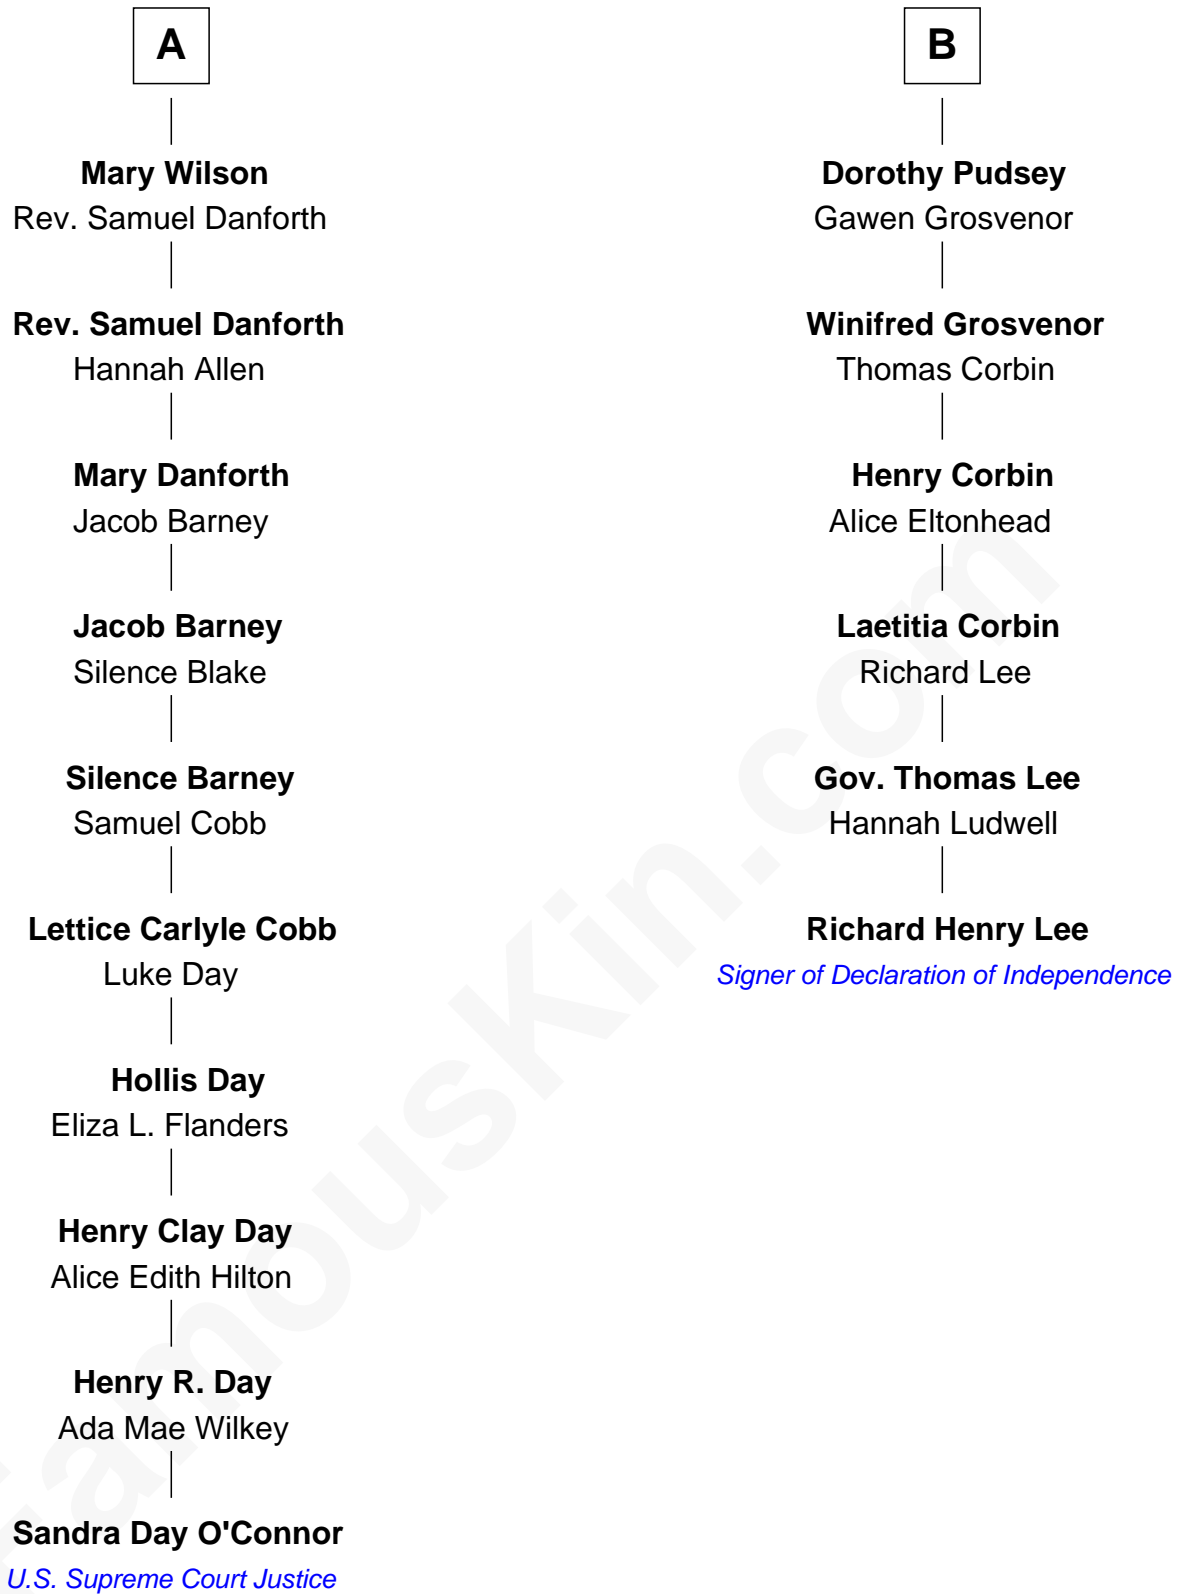 A
Mary Wilson
Rev. Samuel Danforth
Rev. Samuel Danforth
Hannah Allen
Mary Danforth
Jacob Barney
Jacob Barney
Silence Blake
Silence Barney
Samuel Cobb
Lettice Carlyle Cobb
Luke Day
Hollis Day
Eliza L. Flanders
Henry Clay Day
Alice Edith Hilton
Henry R. Day
Ada Mae Wilkey
Sandra Day O'Connor
U.S. Supreme Court Justice
B
Dorothy Pudsey
Gawen Grosvenor
Winifred Grosvenor
Thomas Corbin
Henry Corbin
Alice Eltonhead
Laetitia Corbin
Richard Lee
Gov. Thomas Lee
Hannah Ludwell
Richard Henry Lee
Signer of Declaration of Independence
FamousKin.com